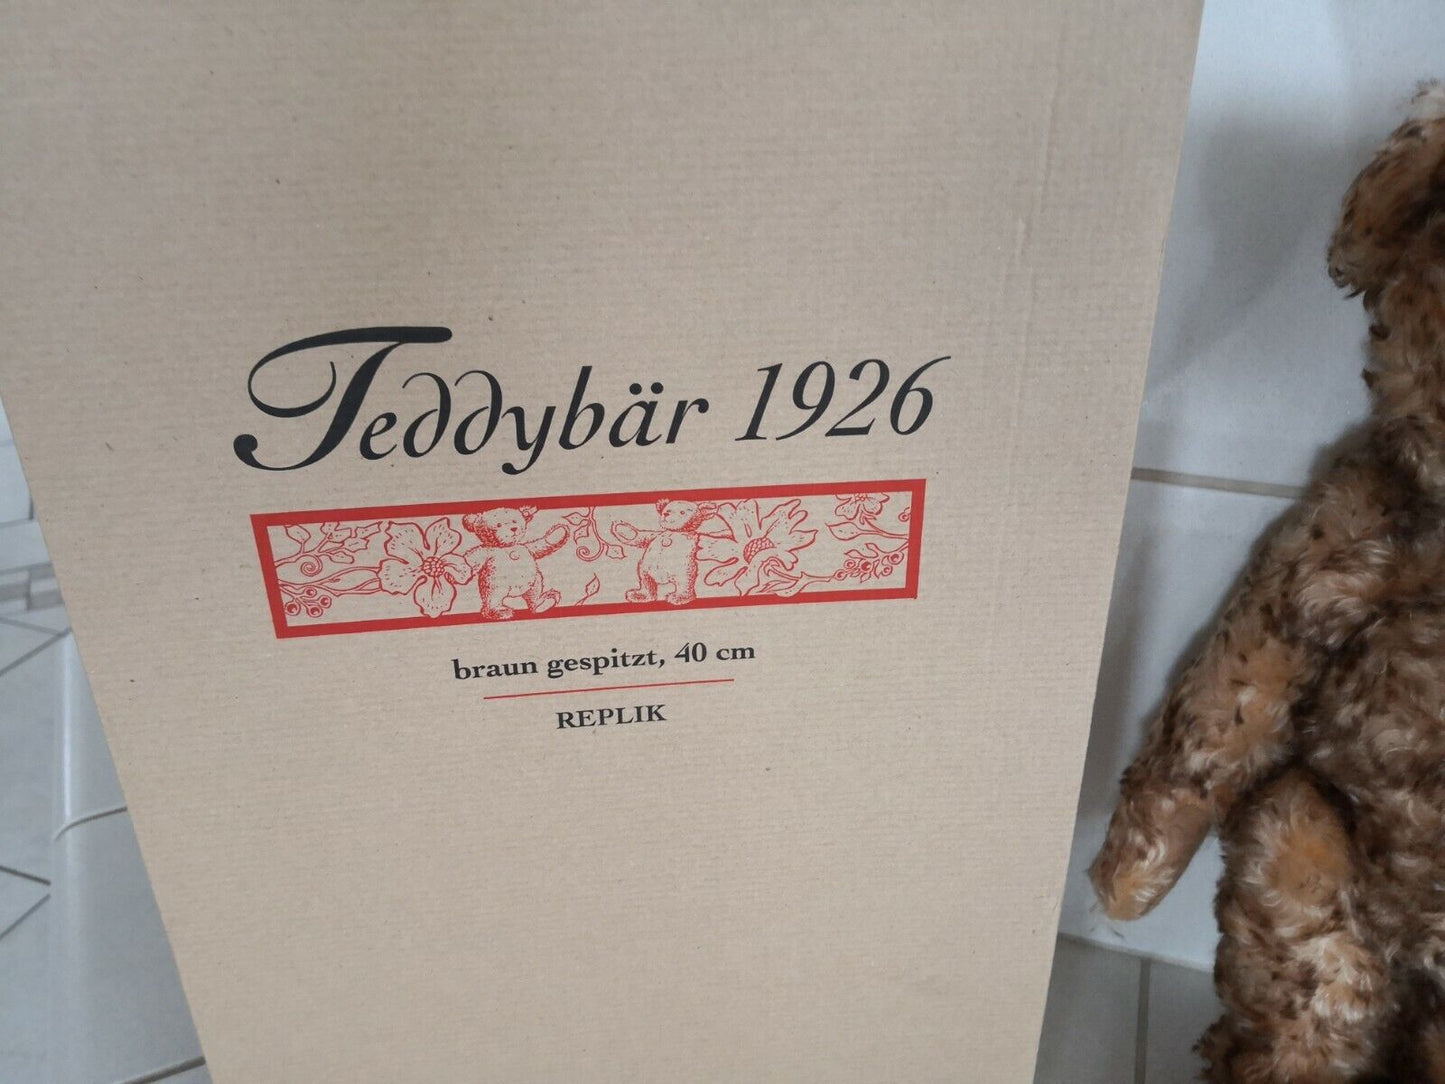 Teddybär 1926
braun gespitzt, 40 cm
REPLIK